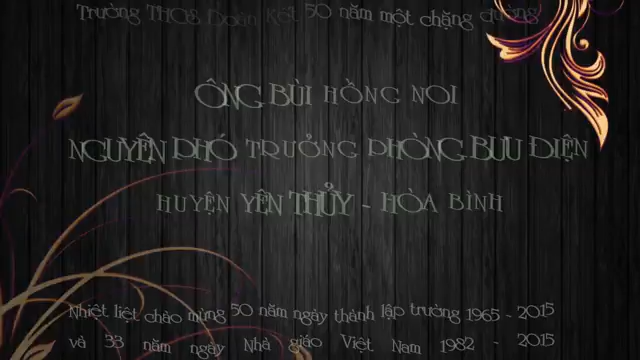 Trường THCS Đoàn Kết 50 năm một chặng đường
ÔNG BÙI HỒNG NOI
NGUYÊN PHÓ TRƯỞNG PHÒNG BƯU ĐIỆN
HUYỆN YÊN THỦY - HÒA BÌNH
Nhiệt liệt chào mừng 50 năm ngày thành lập trường 1965 - 2015
và 33 năm ngày Nhà giáo Việt Nam 1982 - 2015